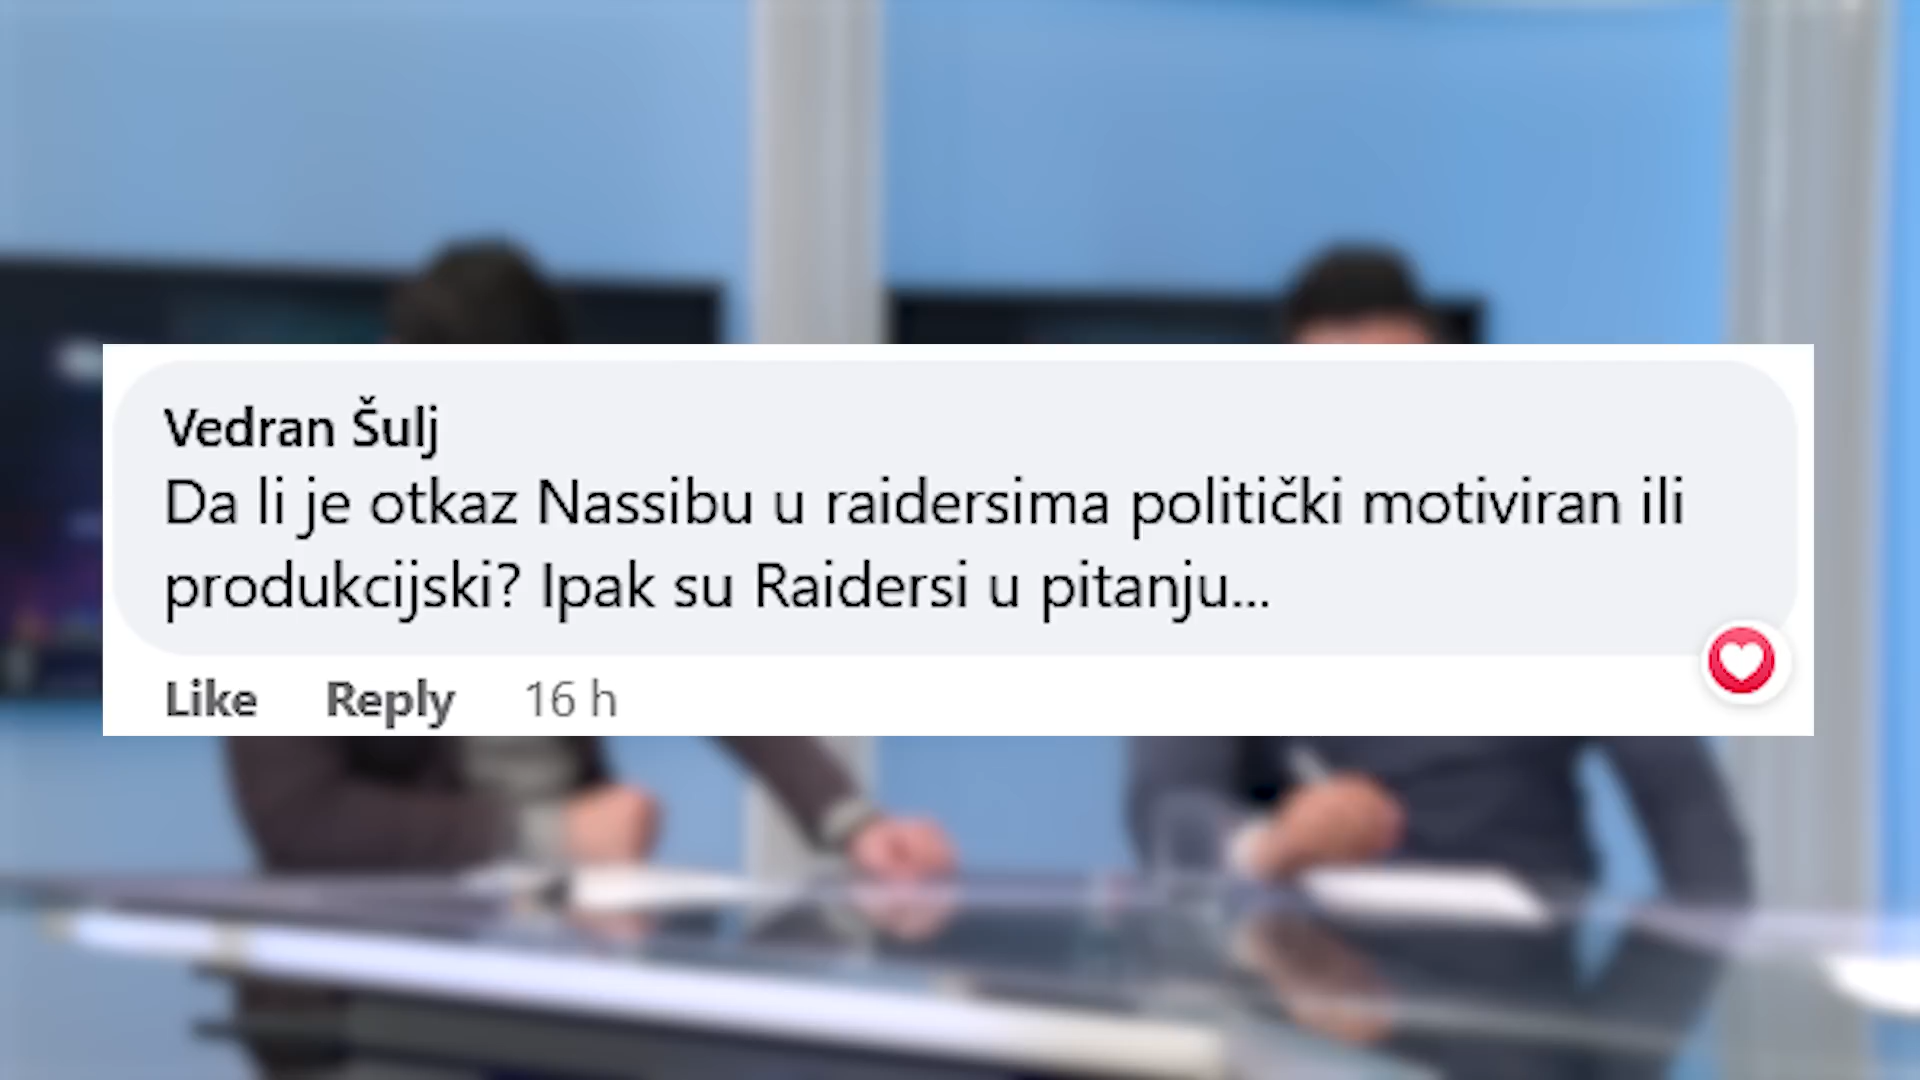 Vedran Šulj
Da li je otkaz Nassibu u raidersima politički motiviran ili
produkcijski? Ipak su Raidersi u pitanju...
Like Reply 16 h